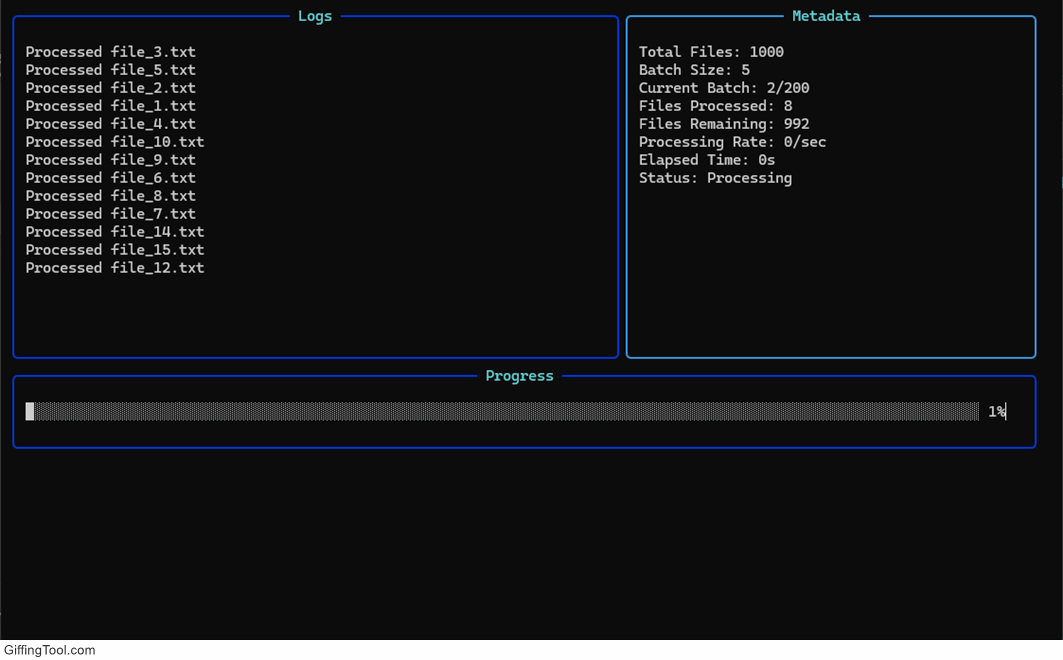 Logs
Processed file_3.txt
Processed file_5.txt
Processed file_2.txt
Processed file_1.txt
Processed file_4.txt
Processed file_10.txt
Processed file_9.txt
Processed file_6.txt
Processed file_8.txt
Processed file_7.txt
Processed file_14.txt
Processed file_15.txt
Processed file_12.txt
Metadata
Total Files: 1000
Batch Size: 5
Current Batch: 2/200
Files Processed: 8
Files Remaining: 992
Processing Rate: 0/sec
Elapsed Time: 0s
Status: Processing
Progress
1%
GiffingTool.com